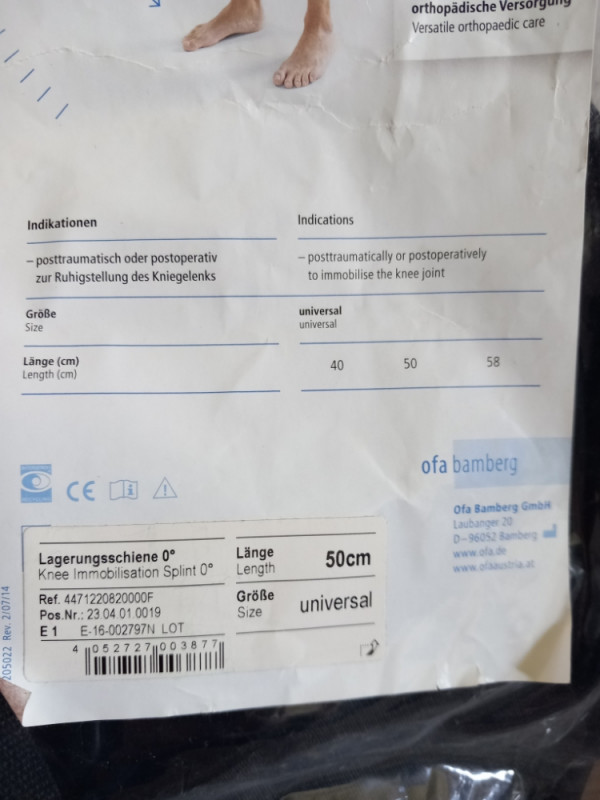 orthopädische Versorgung
Versatile orthopaedic care
Indikationen
Indications
– posttraumatisch oder postoperativ
zur Ruhigstellung des Kniegelenks
– posttraumatically or postoperatively
to immobilise the knee joint
Größe
Size
universal
universal
Länge (cm)
Length (cm)
40 50 58
ofa bamberg
CE
Ofa Bamberg GmbH
Laubanger 20
D–96052 Bamberg
www.ofa.de
www.ofaaustria.at
Lagerungsschiene 0°
Knee Immobilisation Splint 0°
Länge
Length
50cm
Ref. 4471220820000F
Pos.Nr.: 23.04.01.0019
E 1 E-16-002797N LOT
Größe
Size
universal
4 052727 003877
205022 Rev. 2/07/14